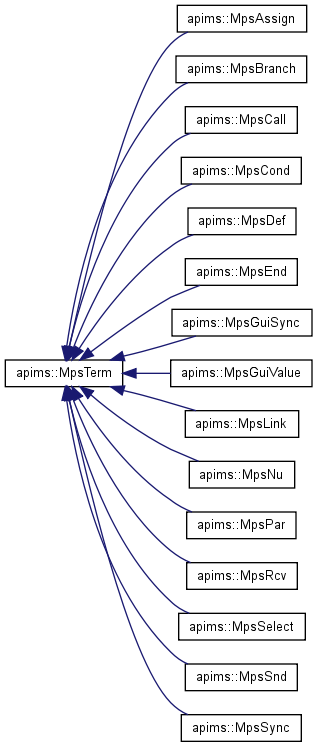 apims::MpsAssign
apims::MpsBranch
apims::MpsCall
apims::MpsCond
apims::MpsDef
apims::MpsEnd
apims::MpsGuiSync
apims::MpsTerm
apims::MpsGuiValue
apims::MpsLink
apims::MpsNu
apims::MpsPar
apims::MpsRcv
apims::MpsSelect
apims::MpsSnd
apims::MpsSync